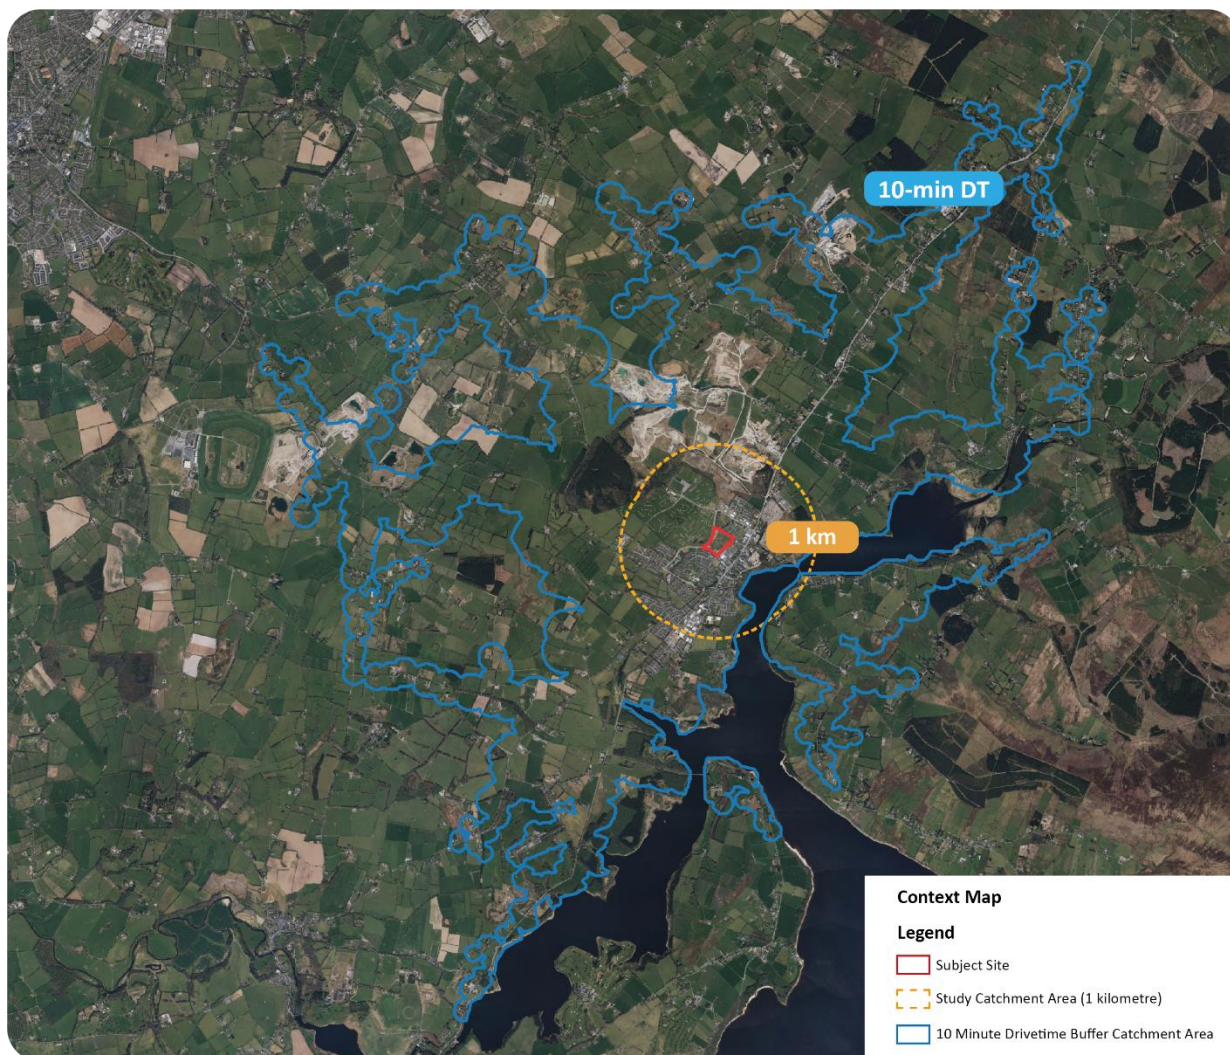 10-min DT
1 km
Context Map
Legend
Subject Site
Study Catchment Area (1 kilometre)
10 Minute Drivetime Buffer Catchment Area